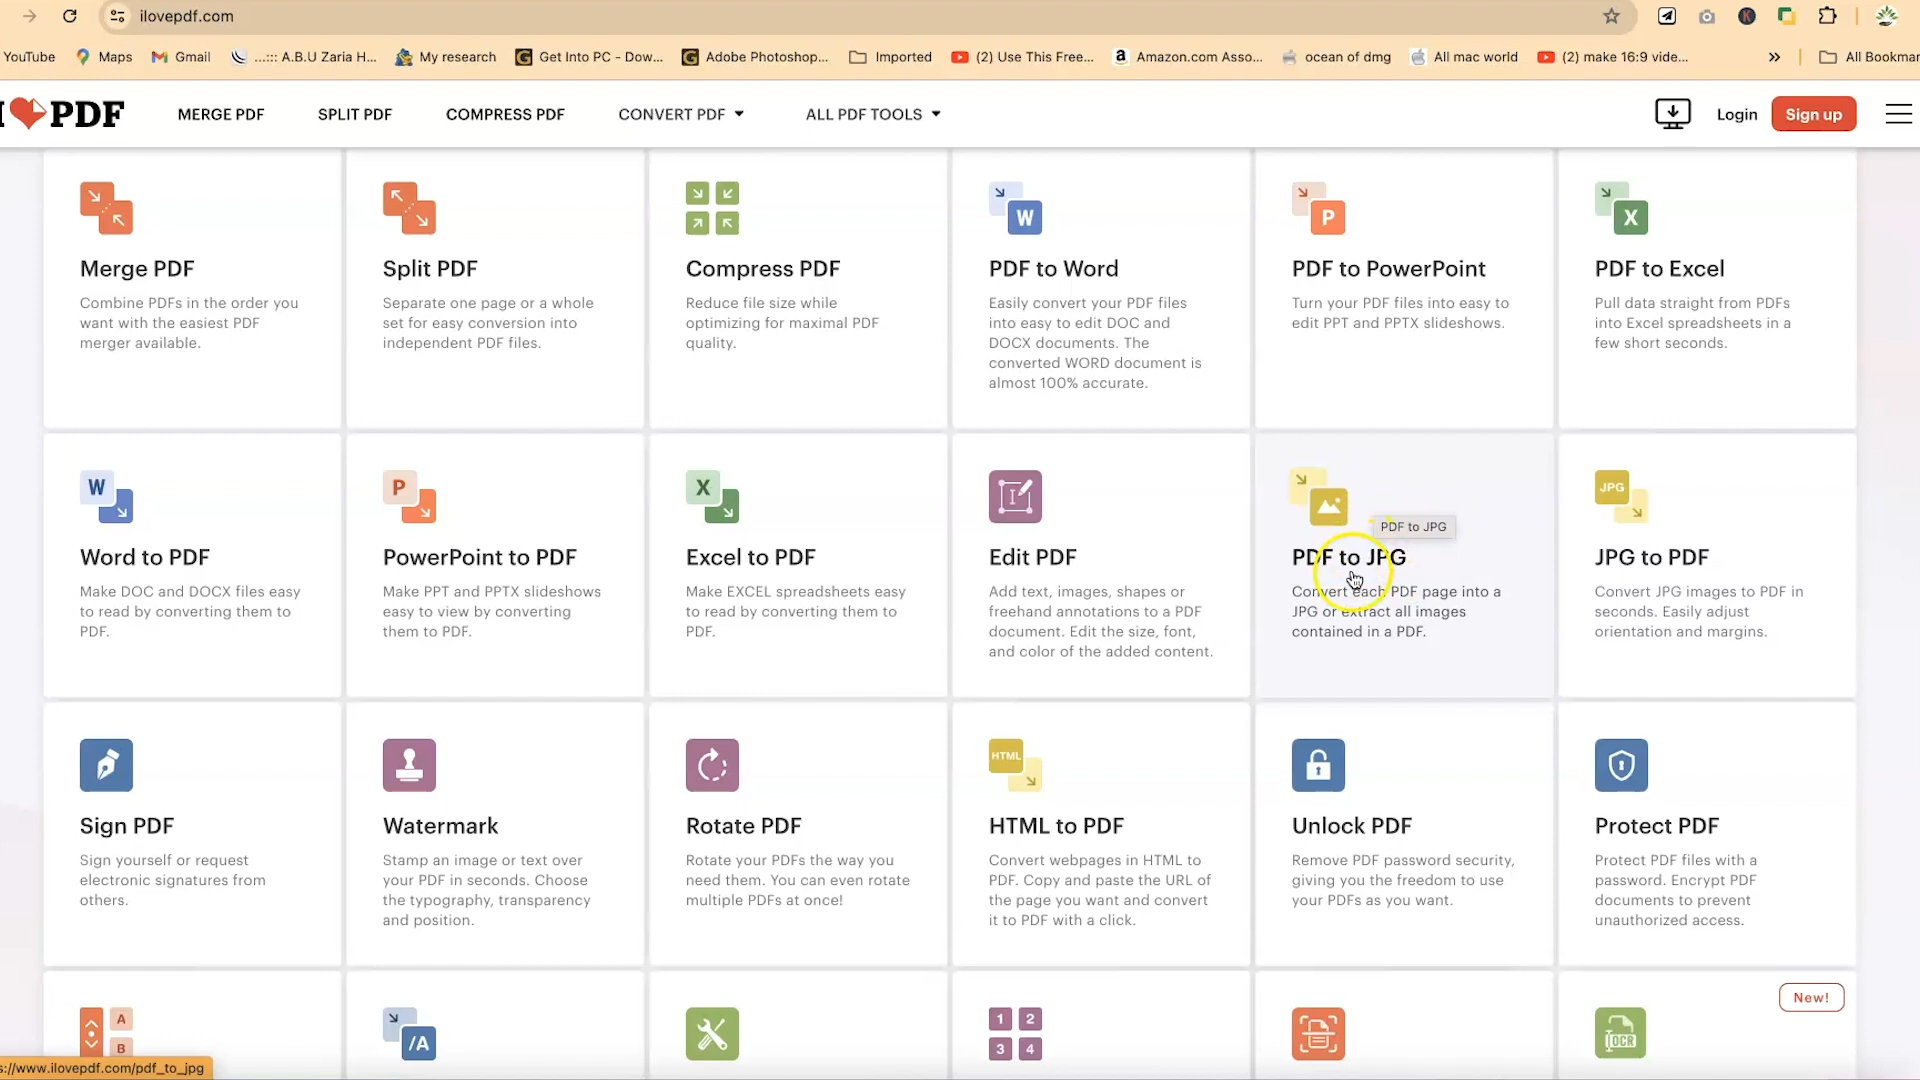 ilovepdf.com
YouTube
Maps
Gmail
...::: A.B.U Zaria H...
My research
Get Into PC - Dow...
Adobe Photoshop...
Imported
(2) Use This Free...
Amazon.com Asso...
ocean of dmg
All mac world
(2) make 16:9 vide...
»
All Bookmar
I PDF
MERGE PDF
SPLIT PDF
COMPRESS PDF
CONVERT PDF
ALL PDF TOOLS
Login
Sign up
Merge PDF
Combine PDFs in the order you
want with the easiest PDF
merger available.
Split PDF
Separate one page or a whole
set for easy conversion into
independent PDF files.
Compress PDF
Reduce file size while
optimizing for maximal PDF
quality.
W
PDF to Word
Easily convert your PDF files
into easy to edit DOC and
DOCX documents. The
converted WORD document is
almost 100% accurate.
P
PDF to PowerPoint
Turn your PDF files into easy to
edit PPT and PPTX slideshows.
X
PDF to Excel
Pull data straight from PDFs
into Excel spreadsheets in a
few short seconds.
W
Word to PDF
Make DOC and DOCX files easy
to read by converting them to
PDF.
P
PowerPoint to PDF
Make PPT and PPTX slideshows
easy to view by converting
them to PDF.
X
Excel to PDF
Make EXCEL spreadsheets easy
to read by converting them to
PDF.
Edit PDF
Add text, images, shapes or
freehand annotations to a PDF
document. Edit the size, font,
and color of the added content.
PDF to JPG
PDF to JPG
Convert each PDF page into a
JPG or extract all images
contained in a PDF.
JPG
JPG to PDF
Convert JPG images to PDF in
seconds. Easily adjust
orientation and margins.
Sign PDF
Sign yourself or request
electronic signatures from
others.
Watermark
Stamp an image or text over
your PDF in seconds. Choose
the typography, transparency
and position.
Rotate PDF
Rotate your PDFs the way you
need them. You can even rotate
multiple PDFs at once!
HTML
HTML to PDF
Convert webpages in HTML to
PDF. Copy and paste the URL of
the page you want and convert
it to PDF with a click.
Unlock PDF
Remove PDF password security,
giving you the freedom to use
your PDFs as you want.
Protect PDF
Protect PDF files with a
password. Encrypt PDF
documents to prevent
unauthorized access.
A
B
/A
1 2
3 4
New!
OCR
s://www.ilovepdf.com/pdf_to_jpg